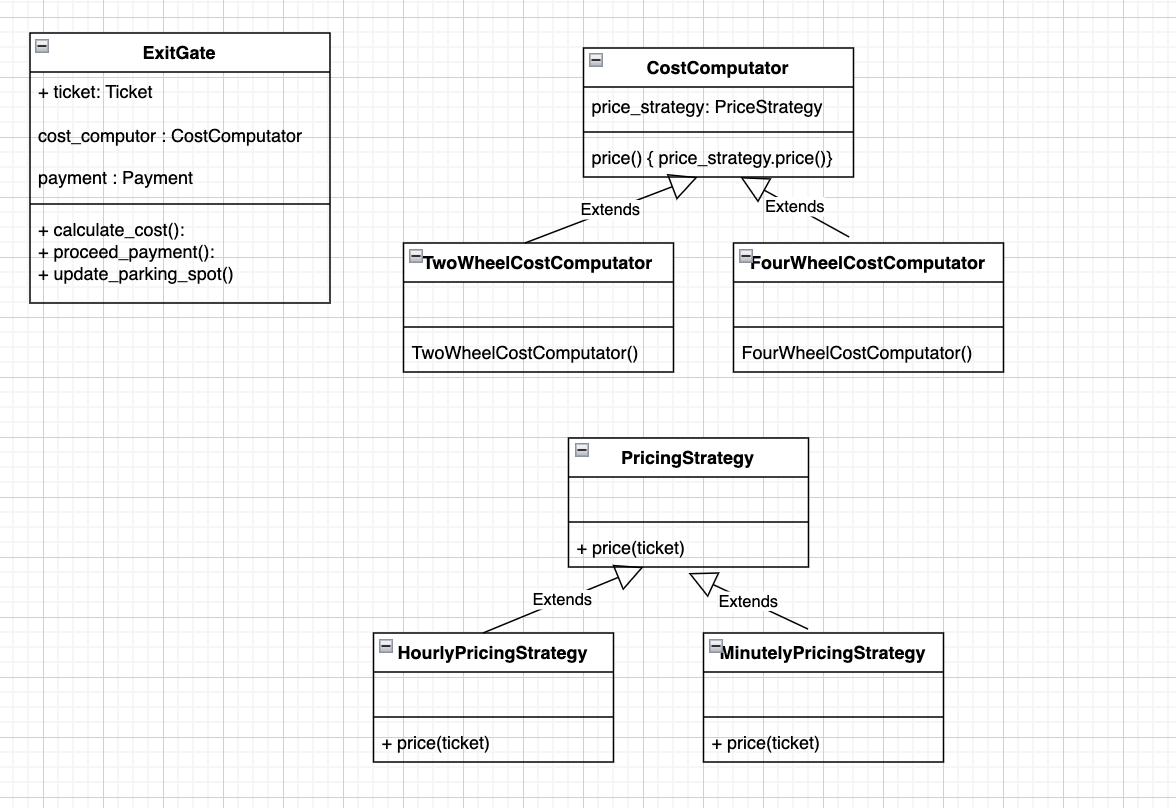 ExitGate
+ ticket: Ticket
cost_computor : CostComputator
payment : Payment
+ calculate_cost():
+ proceed_payment():
+ update_parking_spot()
CostComputator
price_strategy: PriceStrategy
price() { price_strategy.price()}
Extends
Extends
TwoWheelCostComputator
TwoWheelCostComputator()
FourWheelCostComputator
FourWheelCostComputator()
PricingStrategy
+ price(ticket)
Extends
Extends
HourlyPricingStrategy
+ price(ticket)
MinutelyPricingStrategy
+ price(ticket)